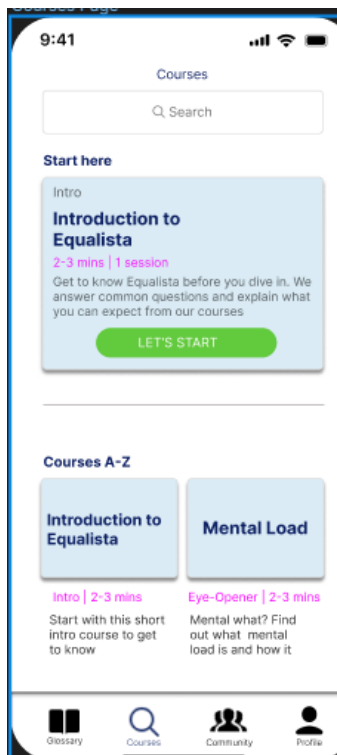 Courses Page
9:41
Courses
Search
Start here
Intro
Introduction to
Equalista
2-3 mins | 1 session
Get to know Equalista before you dive in. We
answer common questions and explain what
you can expect from our courses
LET'S START
Courses A-Z
Introduction to
Equalista
Mental Load
Intro | 2-3 mins
Eye-Opener | 2-3 mins
Start with this short
intro course to get
to know
Mental what? Find
out what mental
load is and how it
Glossary
Courses
Community
Profile